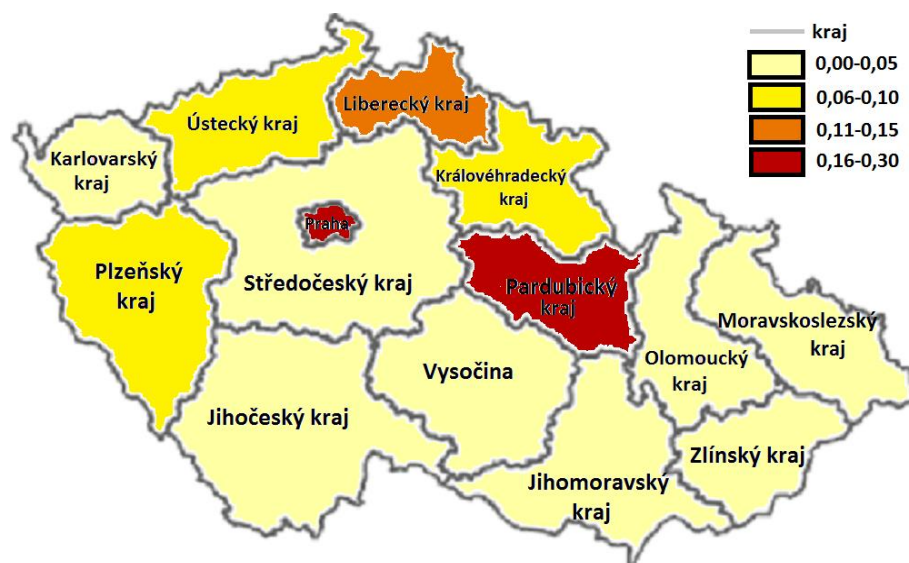 kraj
0,00-0,05
0,06-0,10
0,11-0,15
0,16-0,30
Liberecký kraj
Ústecký kraj
Karlovarský
kraj
Královéhradecký
kraj
Praha
Plzeňský
kraj
Středočeský kraj
Pardubický
kraj
Moravskoslezský
kraj
Olomoucký
kraj
Vysočina
Jihočeský kraj
Zlínský kraj
Jihomoravský
kraj